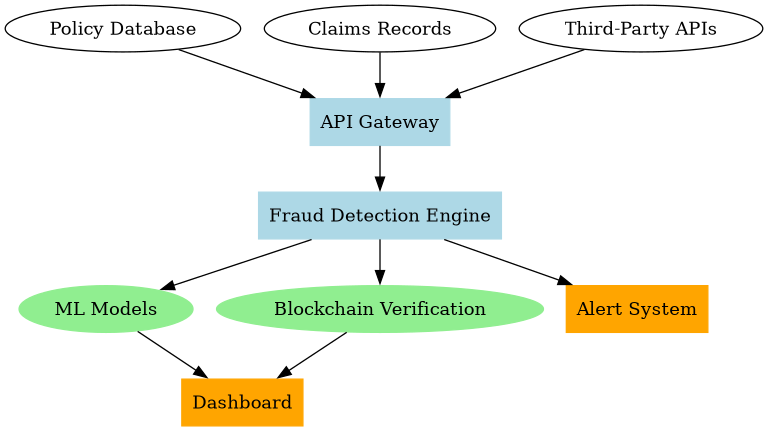 Policy Database
Claims Records
Third-Party APIs
API Gateway
Fraud Detection Engine
ML Models
Blockchain Verification
Alert System
Dashboard